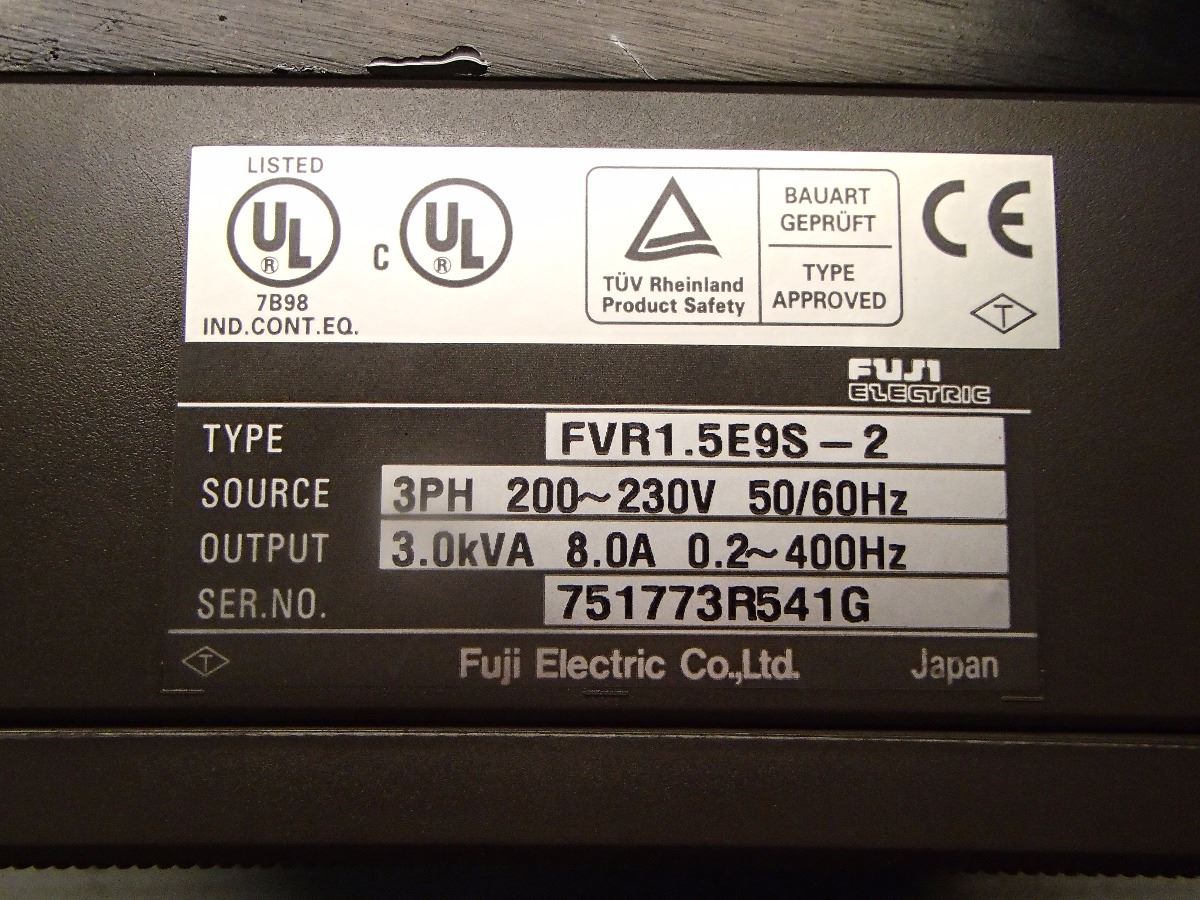 LISTED
UL
®
7B98
IND.CONT.EQ.
C UL
®
TÜV Rheinland
Product Safety
BAUART
GEPRÜFT
TYPE
APPROVED
CE
T
FUJI
ELECTRIC
TYPE FVR1.5E9S-2
SOURCE 3PH 200~230V 50/60Hz
OUTPUT 3.0kVA 8.0A 0.2~400Hz
SER.NO. 751773R541G
T Fuji Electric Co.,Ltd. Japan